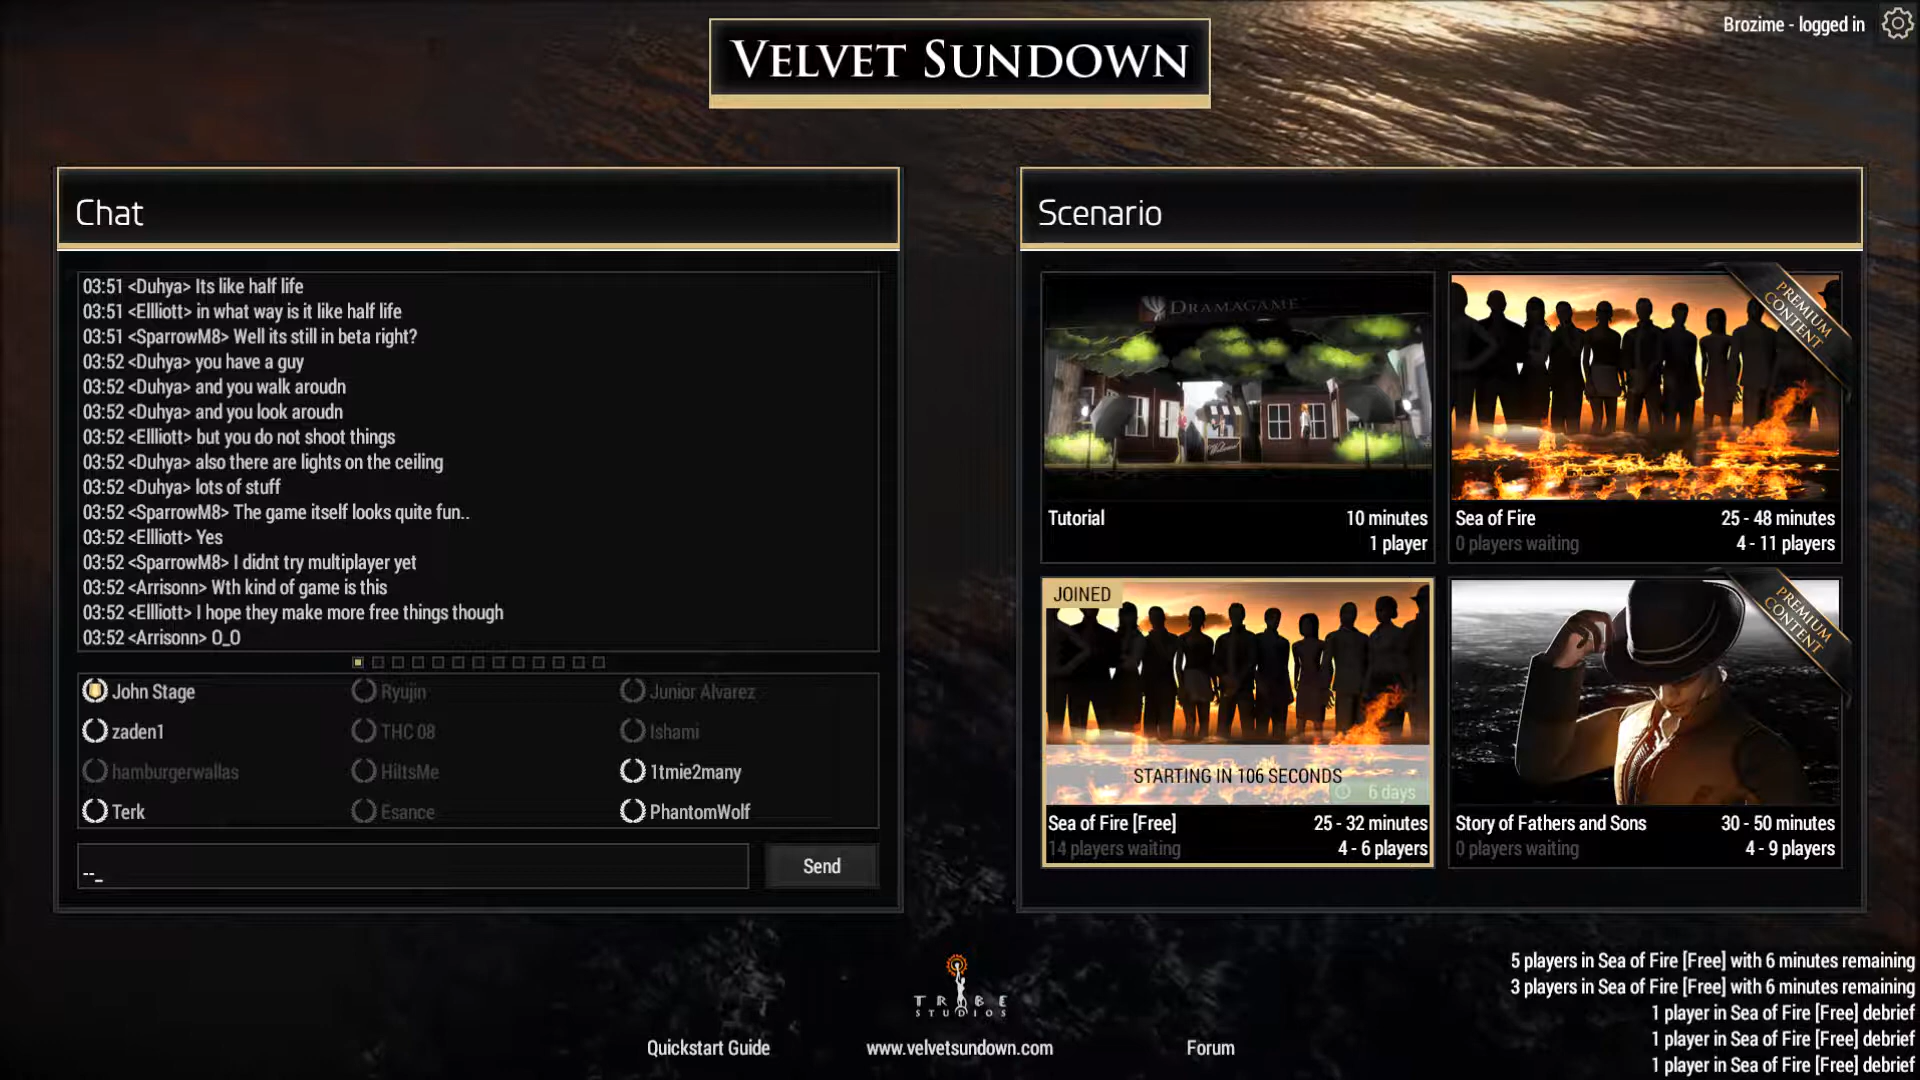 Brozime - logged in
VELVET SUNDOWN
Chat
03:51 <Duhya> Its like half life
03:51 <Ellliott> in what way is it like half life
03:51 <SparrowM8> Well its still in beta right?
03:52 <Duhya> you have a guy
03:52 <Duhya> and you walk aroudn
03:52 <Duhya> and you look aroudn
03:52 <Ellliott> but you do not shoot things
03:52 <Duhya> also there are lights on the ceiling
03:52 <Duhya> lots of stuff
03:52 <SparrowM8> The game itself looks quite fun..
03:52 <Ellliott> Yes
03:52 <SparrowM8> I didnt try multiplayer yet
03:52 <Arrisonn> Wth kind of game is this
03:52 <Ellliott> I hope they make more free things though
03:52 <Arrisonn> O_O
John Stage
Ryujin
Junior Alvarez
zaden1
THC 08
Ishami
hamburgerwallas
HiltsMe
1tmie2many
Terk
Esance
PhantomWolf
--_
Send
Scenario
DRAMAGAME
Welcome!
Tutorial
10 minutes
1 player
PREMIUM
CONTENT
Sea of Fire
25 - 48 minutes
0 players waiting
4 - 11 players
JOINED
STARTING IN 106 SECONDS
6 days
Sea of Fire [Free]
25 - 32 minutes
14 players waiting
4 - 6 players
PREMIUM
CONTENT
Story of Fathers and Sons
30 - 50 minutes
0 players waiting
4 - 9 players
TRIBE
STUDIOS
Quickstart Guide
www.velvetsundown.com
Forum
5 players in Sea of Fire [Free] with 6 minutes remaining
3 players in Sea of Fire [Free] with 6 minutes remaining
1 player in Sea of Fire [Free] debrief
1 player in Sea of Fire [Free] debrief
1 player in Sea of Fire [Free] debrief